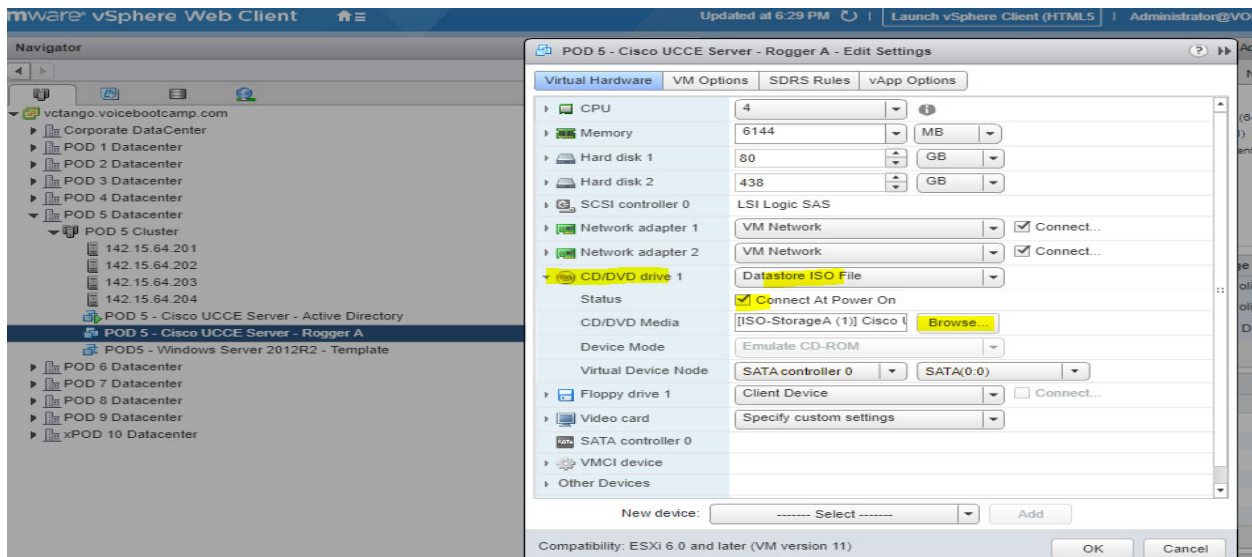 mware® vSphere Web Client
Updated at 6:29 PM | Launch vSphere Client (HTML5 | Administrator@VO
Navigator
vctango.voicebootcamp.com
Corporate DataCenter
POD 1 Datacenter
POD 2 Datacenter
POD 3 Datacenter
POD 4 Datacenter
POD 5 Datacenter
POD 5 Cluster
142.15.64.201
142.15.64.202
142.15.64.203
142.15.64.204
POD 5 - Cisco UCCE Server - Active Directory
POD 5 - Cisco UCCE Server - Rogger A
POD5 - Windows Server 2012R2 - Template
POD 6 Datacenter
POD 7 Datacenter
POD 8 Datacenter
POD 9 Datacenter
xPOD 10 Datacenter
POD 5 - Cisco UCCE Server - Rogger A - Edit Settings
Virtual Hardware VM Options SDRS Rules vApp Options
CPU 4
Memory 6144 MB
Hard disk 1 80 GB
Hard disk 2 438 GB
SCSI controller 0 LSI Logic SAS
Network adapter 1 VM Network Connect...
Network adapter 2 VM Network Connect...
CD/DVD drive 1 Datastore ISO File
Status Connect At Power On
CD/DVD Media [ISO-StorageA (1)] Cisco U Browse...
Device Mode Emulate CD-ROM
Virtual Device Node SATA controller 0 SATA(0:0)
Floppy drive 1 Client Device Connect...
Video card Specify custom settings
SATA controller 0
VMCI device
Other Devices
New device: ------- Select ------- Add
Compatibility: ESXi 6.0 and later (VM version 11) OK Cancel